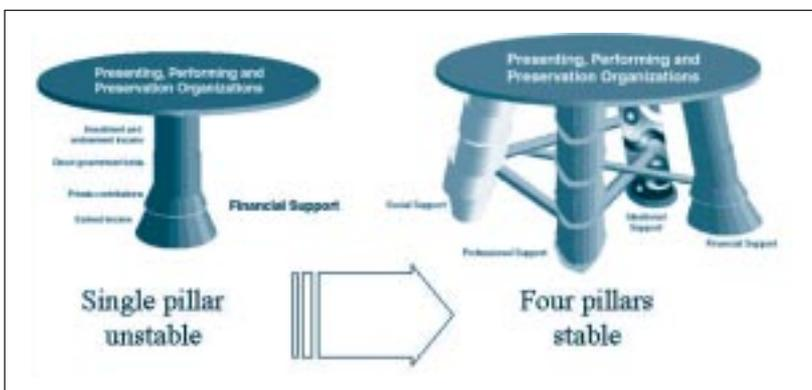 Presenting, Performing and
Preservation Organizations
Investment and
endowment income
Direct government funds
Private contributions
Earned income
Financial Support
Single pillar
unstable
Presenting, Performing and
Preservation Organizations
Social Support
Professional Support
Support
Financial Support
Four pillars
stable